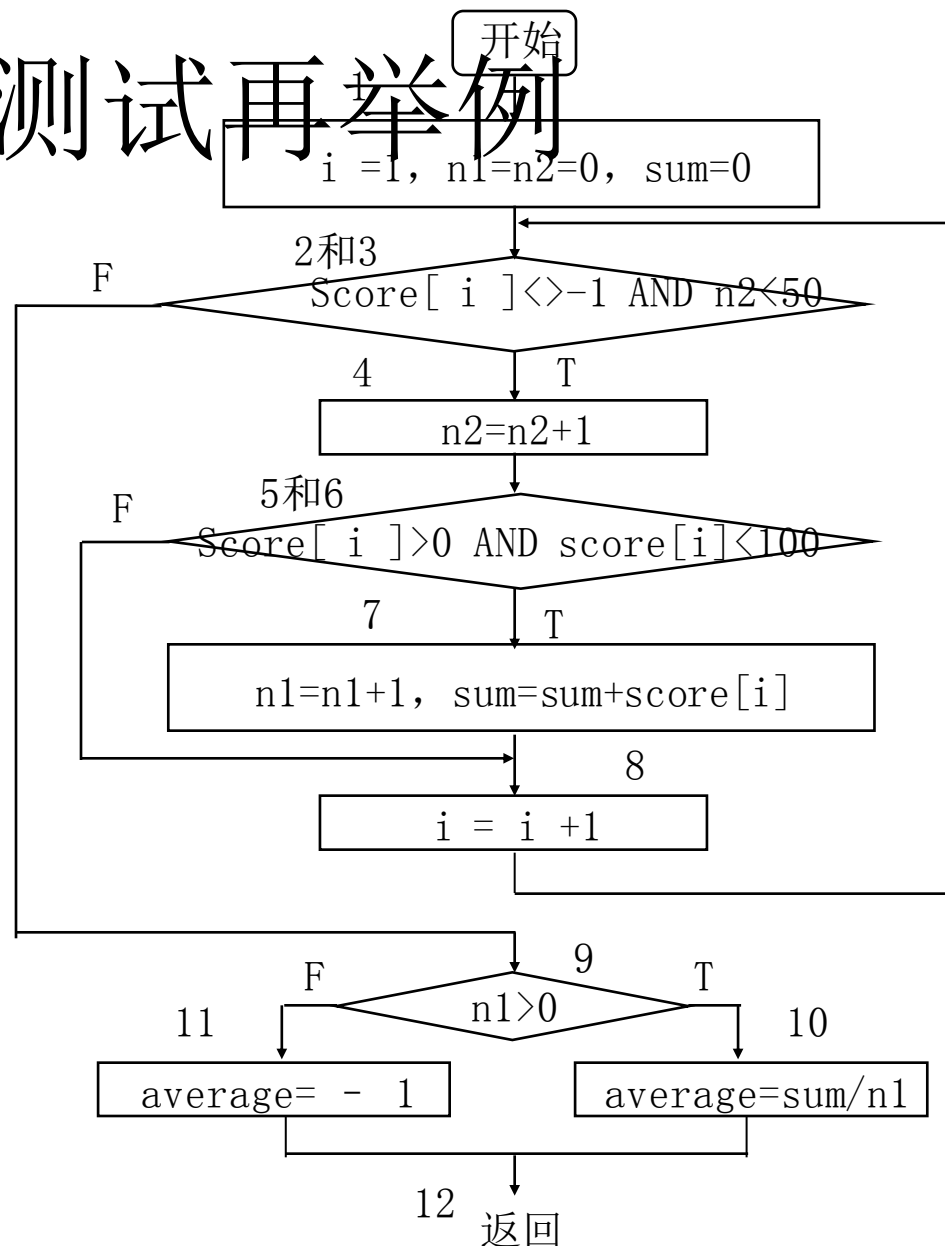 开始
测试再举例
1
i =1, n1=n2=0, sum=0
2和3
F
Score[ i ]<>-1 AND n2<50
4
T
n2=n2+1
5和6
F
Score[ i ]>0 AND score[i]<100
7
T
n1=n1+1, sum=sum+score[i]
8
i = i +1
9
F
T
n1>0
11
10
average= - 1
average=sum/n1
12
返回